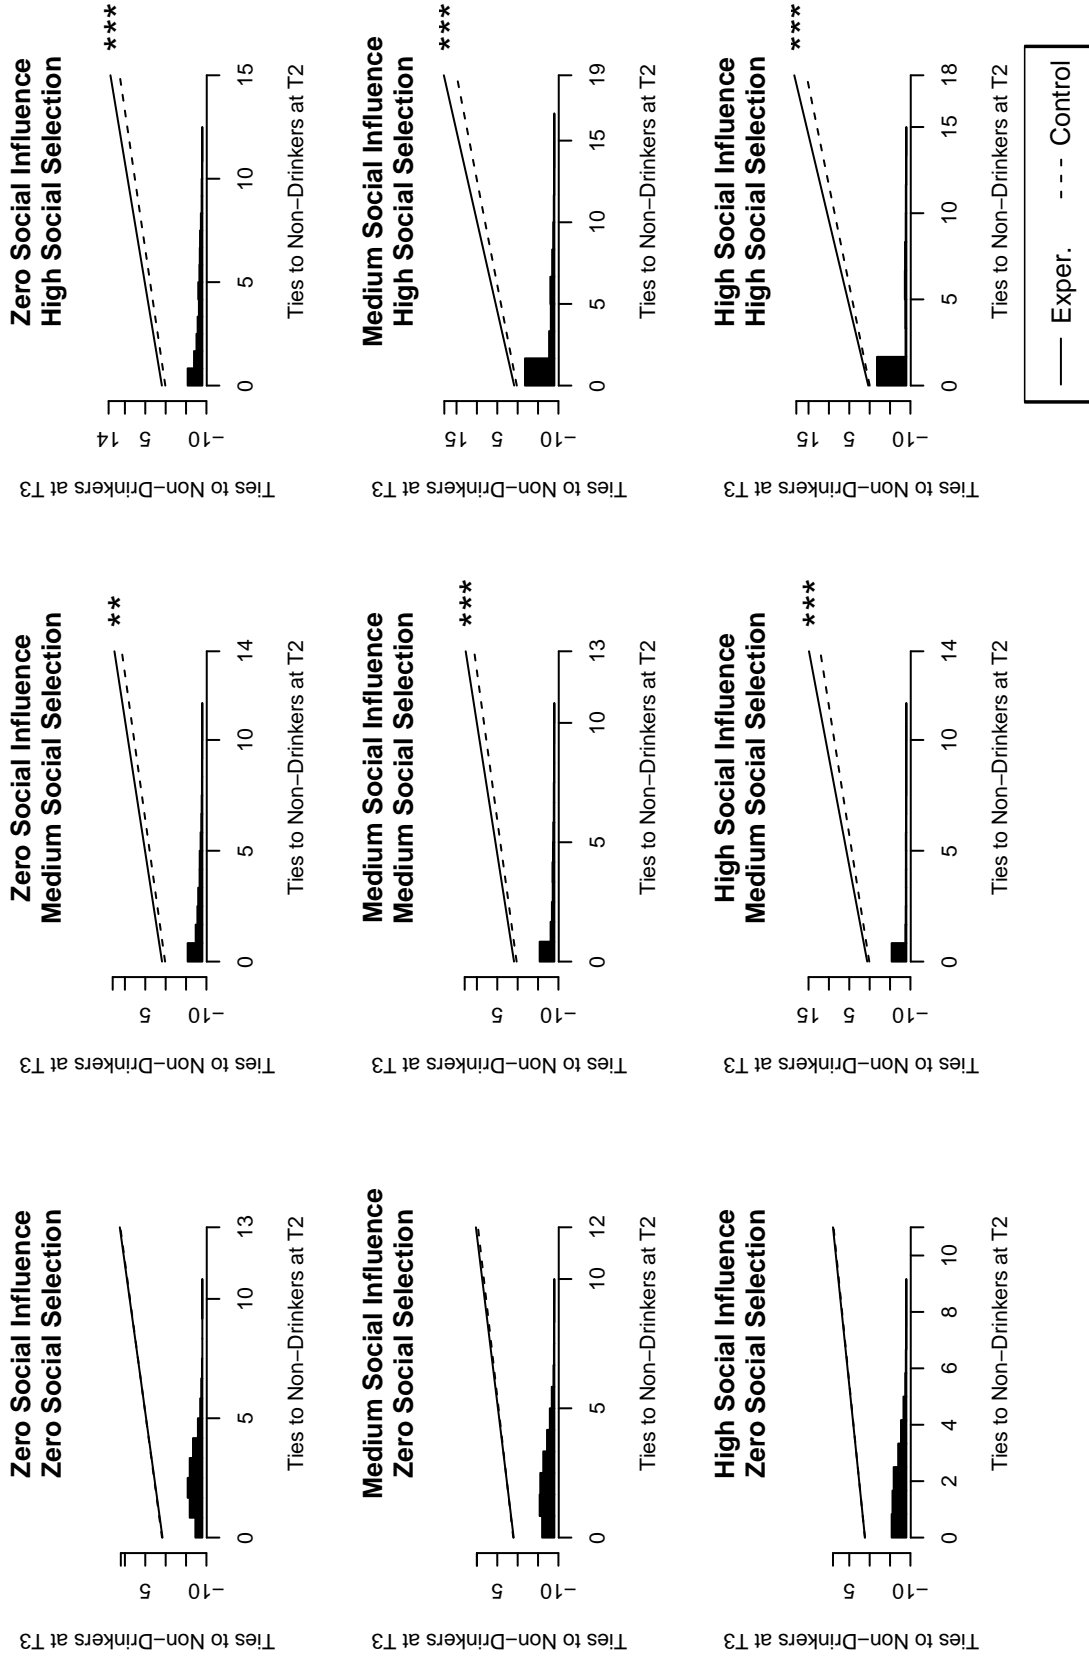 Zero Social Influence
Zero Social Selection
Ties to Non−Drinkers at T3
5
−10
0 5 10 13
Ties to Non−Drinkers at T2
Zero Social Influence
Medium Social Selection
**
Ties to Non−Drinkers at T3
5
−10
0 5 10 14
Ties to Non−Drinkers at T2
Zero Social Influence
High Social Selection
***
Ties to Non−Drinkers at T3
14
5
−10
0 5 10 15
Ties to Non−Drinkers at T2
Medium Social Influence
Zero Social Selection
Ties to Non−Drinkers at T3
5
−10
0 5 10 12
Ties to Non−Drinkers at T2
Medium Social Influence
Medium Social Selection
***
Ties to Non−Drinkers at T3
5
−10
0 5 10 13
Ties to Non−Drinkers at T2
Medium Social Influence
High Social Selection
***
Ties to Non−Drinkers at T3
15
5
−10
0 5 10 15 19
Ties to Non−Drinkers at T2
High Social Influence
Zero Social Selection
Ties to Non−Drinkers at T3
5
−10
0 2 4 6 8 10
Ties to Non−Drinkers at T2
High Social Influence
Medium Social Selection
***
Ties to Non−Drinkers at T3
15
5
−10
0 5 10 14
Ties to Non−Drinkers at T2
High Social Influence
High Social Selection
***
Ties to Non−Drinkers at T3
15
5
−10
0 5 10 15 18
Ties to Non−Drinkers at T2
Exper. Control